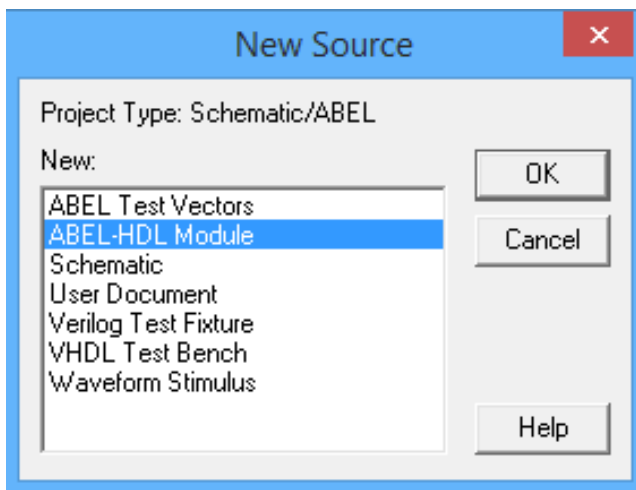 New Source
Project Type: Schematic/ABEL
New:
ABEL Test Vectors
ABEL-HDL Module
Schematic
User Document
Verilog Test Fixture
VHDL Test Bench
Waveform Stimulus
OK
Cancel
Help